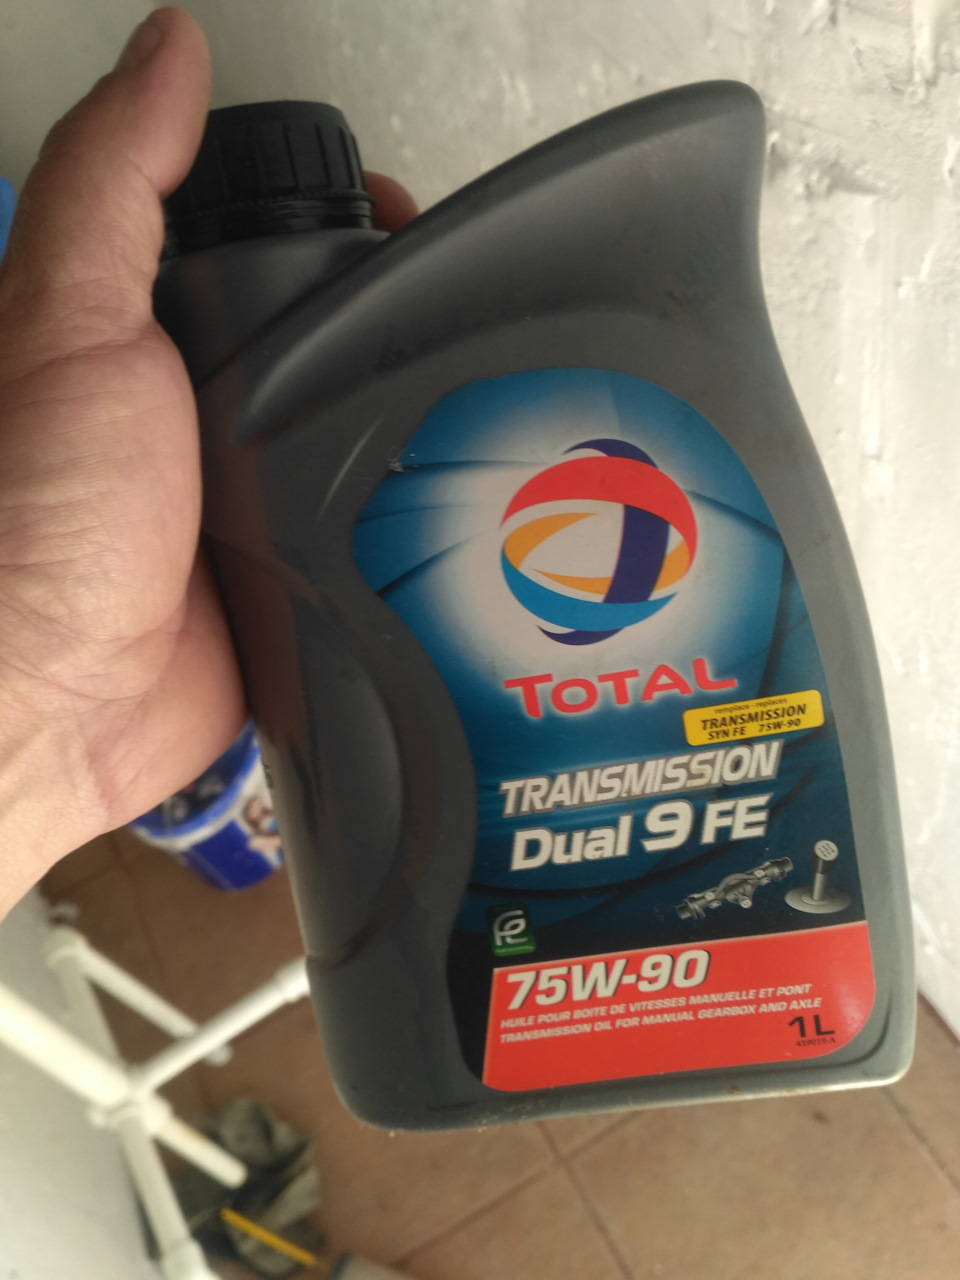 TOTAL
remplace - replaces
TRANSMISSION
SYN FE 75W-90
TRANSMISSION
Dual 9 FE
FE
75W-90
HUILE POUR BOITE DE VITESSES MANUELLE ET PONT
TRANSMISSION OIL FOR MANUAL GEARBOX AND AXLE
1L